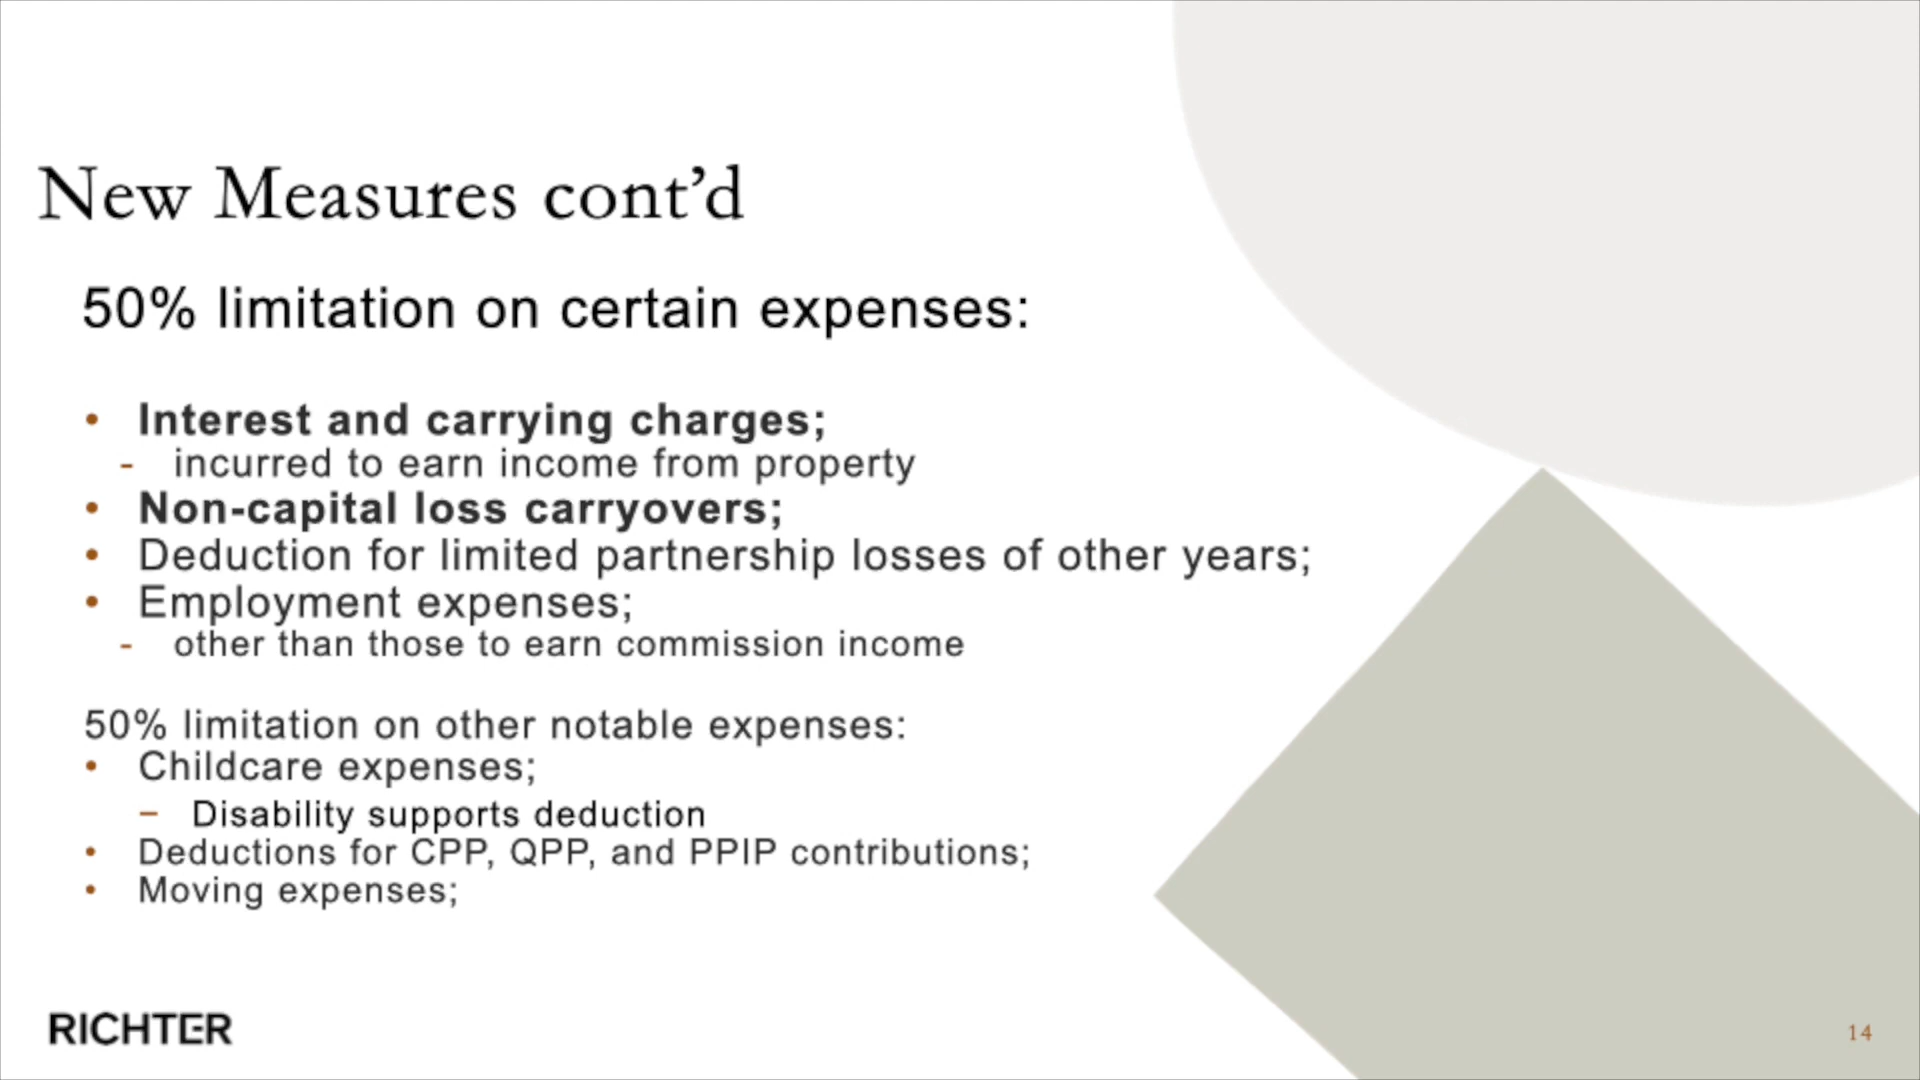 New Measures cont’d
50% limitation on certain expenses:
• Interest and carrying charges;
- incurred to earn income from property
• Non-capital loss carryovers;
• Deduction for limited partnership losses of other years;
• Employment expenses;
- other than those to earn commission income
50% limitation on other notable expenses:
• Childcare expenses;
– Disability supports deduction
• Deductions for CPP, QPP, and PPIP contributions;
• Moving expenses;
RICHTER
14